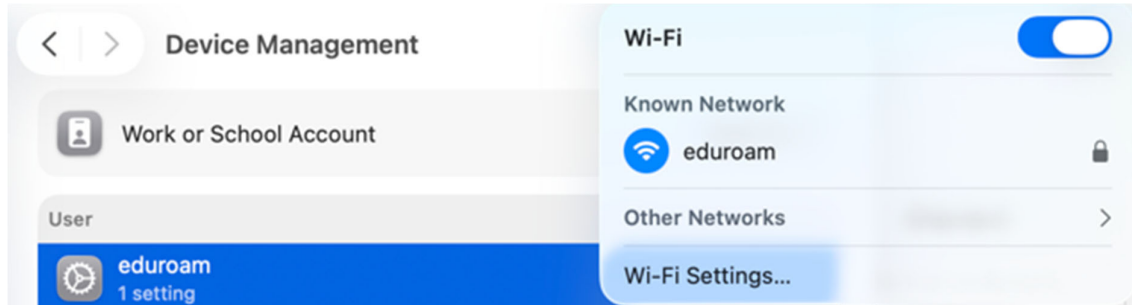 Device Management
Work or School Account
User
eduroam
1 setting
Wi-Fi
Known Network
eduroam
Other Networks
Wi-Fi Settings...